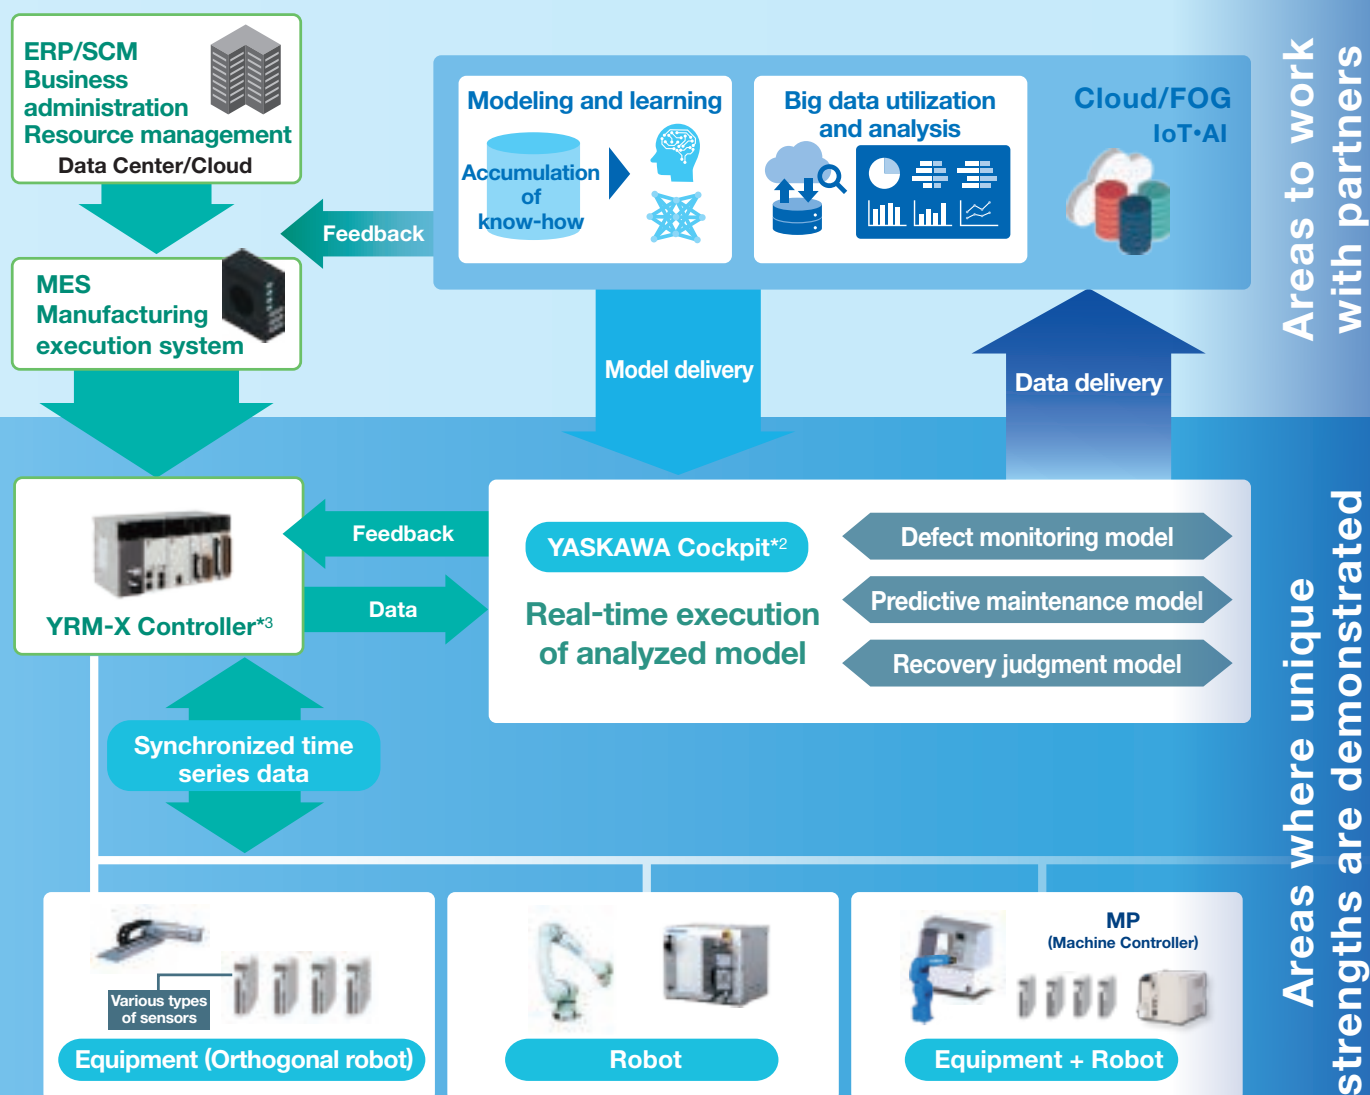 ERP/SCM
Business
administration
Resource management
Data Center/Cloud
Modeling and learning
Accumulation
of
know-how
Big data utilization
and analysis
Cloud/FOG
IoT•AI
Areas to work
with partners
Feedback
MES
Manufacturing
execution system
Model delivery
Data delivery
YRM-X Controller*3
Feedback
Data
YASKAWA Cockpit*2
Real-time execution
of analyzed model
Defect monitoring model
Predictive maintenance model
Recovery judgment model
Areas where unique
strengths are demonstrated
Synchronized time
series data
Various types
of sensors
Equipment (Orthogonal robot)
Robot
MP
(Machine Controller)
Equipment + Robot